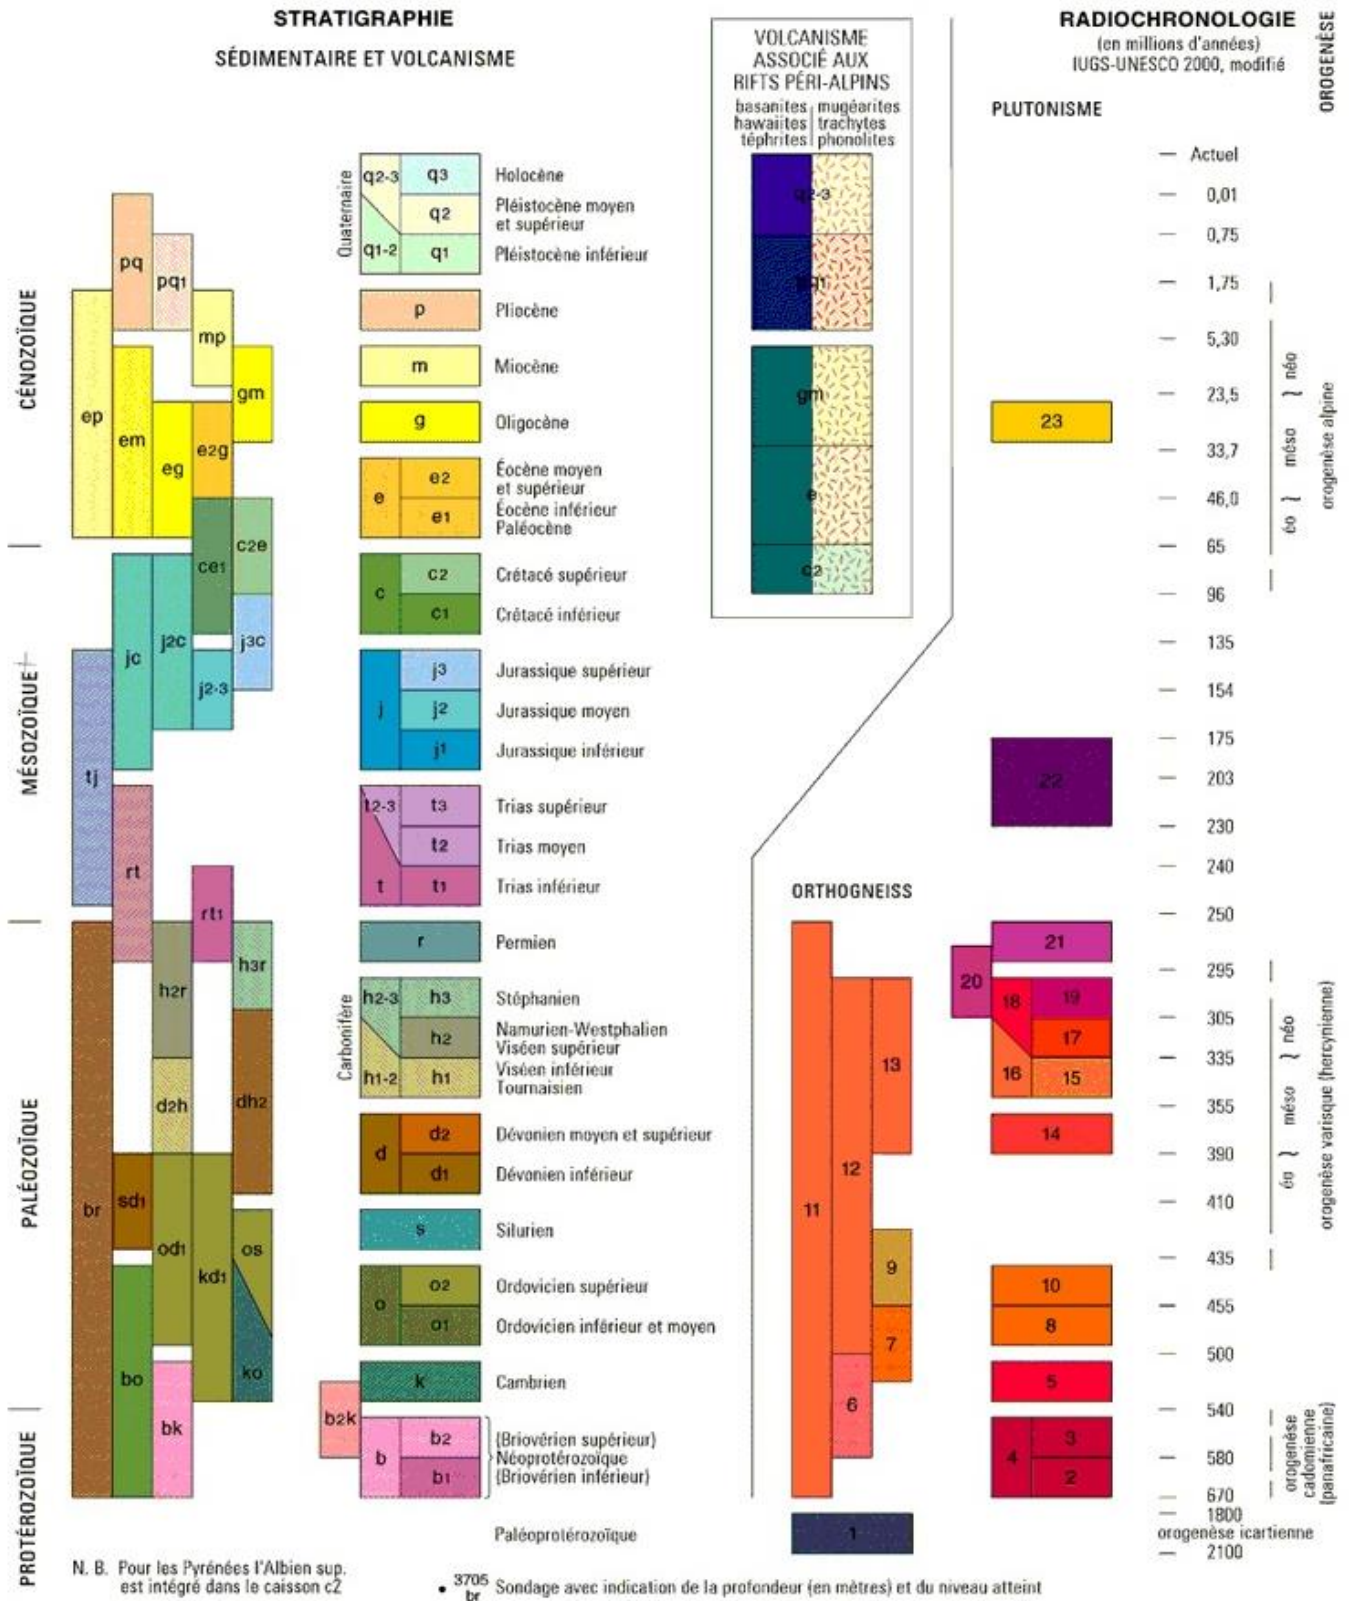 STRATIGRAPHIE
SÉDIMENTAIRE ET VOLCANISME
VOLCANISME
ASSOCIÉ AUX
RIFTS PÉRI-ALPINS
basanites mugéarites
hawaiites trachytes
téphrites phonolites
RADIOCHRONOLOGIE
(en millions d'années)
IUGS-UNESCO 2000, modifié
OROGENÈSE
PLUTONISME
CÉNOZOÏQUE
MÉSOZOÏQUE
PALÉOZOÏQUE
PROTÉROZOÏQUE
pq
pq1
mp
gm
ep
em
eg
e2g
ce1
c2e
jc
j2c
j2-3
j3c
tj
rt
rt1
h2r
h3r
d2h
dh2
br
sd1
od1
kd1
os
ko
bo
bk
b2k
Quaternaire
q2-3
q3
Holocène
q2
Pléistocène moyen
et supérieur
q1-2
q1
Pléistocène inférieur
p
Pliocène
m
Miocène
g
Oligocène
e
e2
Éocène moyen
et supérieur
e1
Éocène inférieur
Paléocène
c
c2
Crétacé supérieur
c1
Crétacé inférieur
j
j3
Jurassique supérieur
j2
Jurassique moyen
j1
Jurassique inférieur
t2-3
t3
Trias supérieur
t2
Trias moyen
t
t1
Trias inférieur
r
Permien
Carbonifère
h2-3
h3
Stéphanien
h2
Namurien-Westphalien
Viséen supérieur
h1-2
h1
Viséen inférieur
Tournaisien
d
d2
Dévonien moyen et supérieur
d1
Dévonien inférieur
s
Silurien
o
o2
Ordovicien supérieur
o1
Ordovicien inférieur et moyen
k
Cambrien
b
b2
(Briovérien supérieur)
Néoprotérozoïque
b1
(Briovérien inférieur)
Paléoprotérozoïque
q2-3
pq1
gm
e
c2
ORTHOGNEISS
11
12
13
9
7
6
1
23
22
21
20
18
19
17
16
15
14
10
8
5
4
3
2
Actuel
0,01
0,75
1,75
5,30
23,5
33,7
46,0
65
96
135
154
175
203
230
240
250
295
305
335
355
390
410
435
455
500
540
580
670
1800
orogenèse icartienne
2100
éo } méso } néo
orogenèse alpine
éo } méso } néo
orogenèse varisque (hercynienne)
orogenèse
cadomienne
(panafricaine)
N. B. Pour les Pyrénées l'Albien sup.
est intégré dans le caisson c2
• 3705
br
Sondage avec indication de la profondeur (en mètres) et du niveau atteint